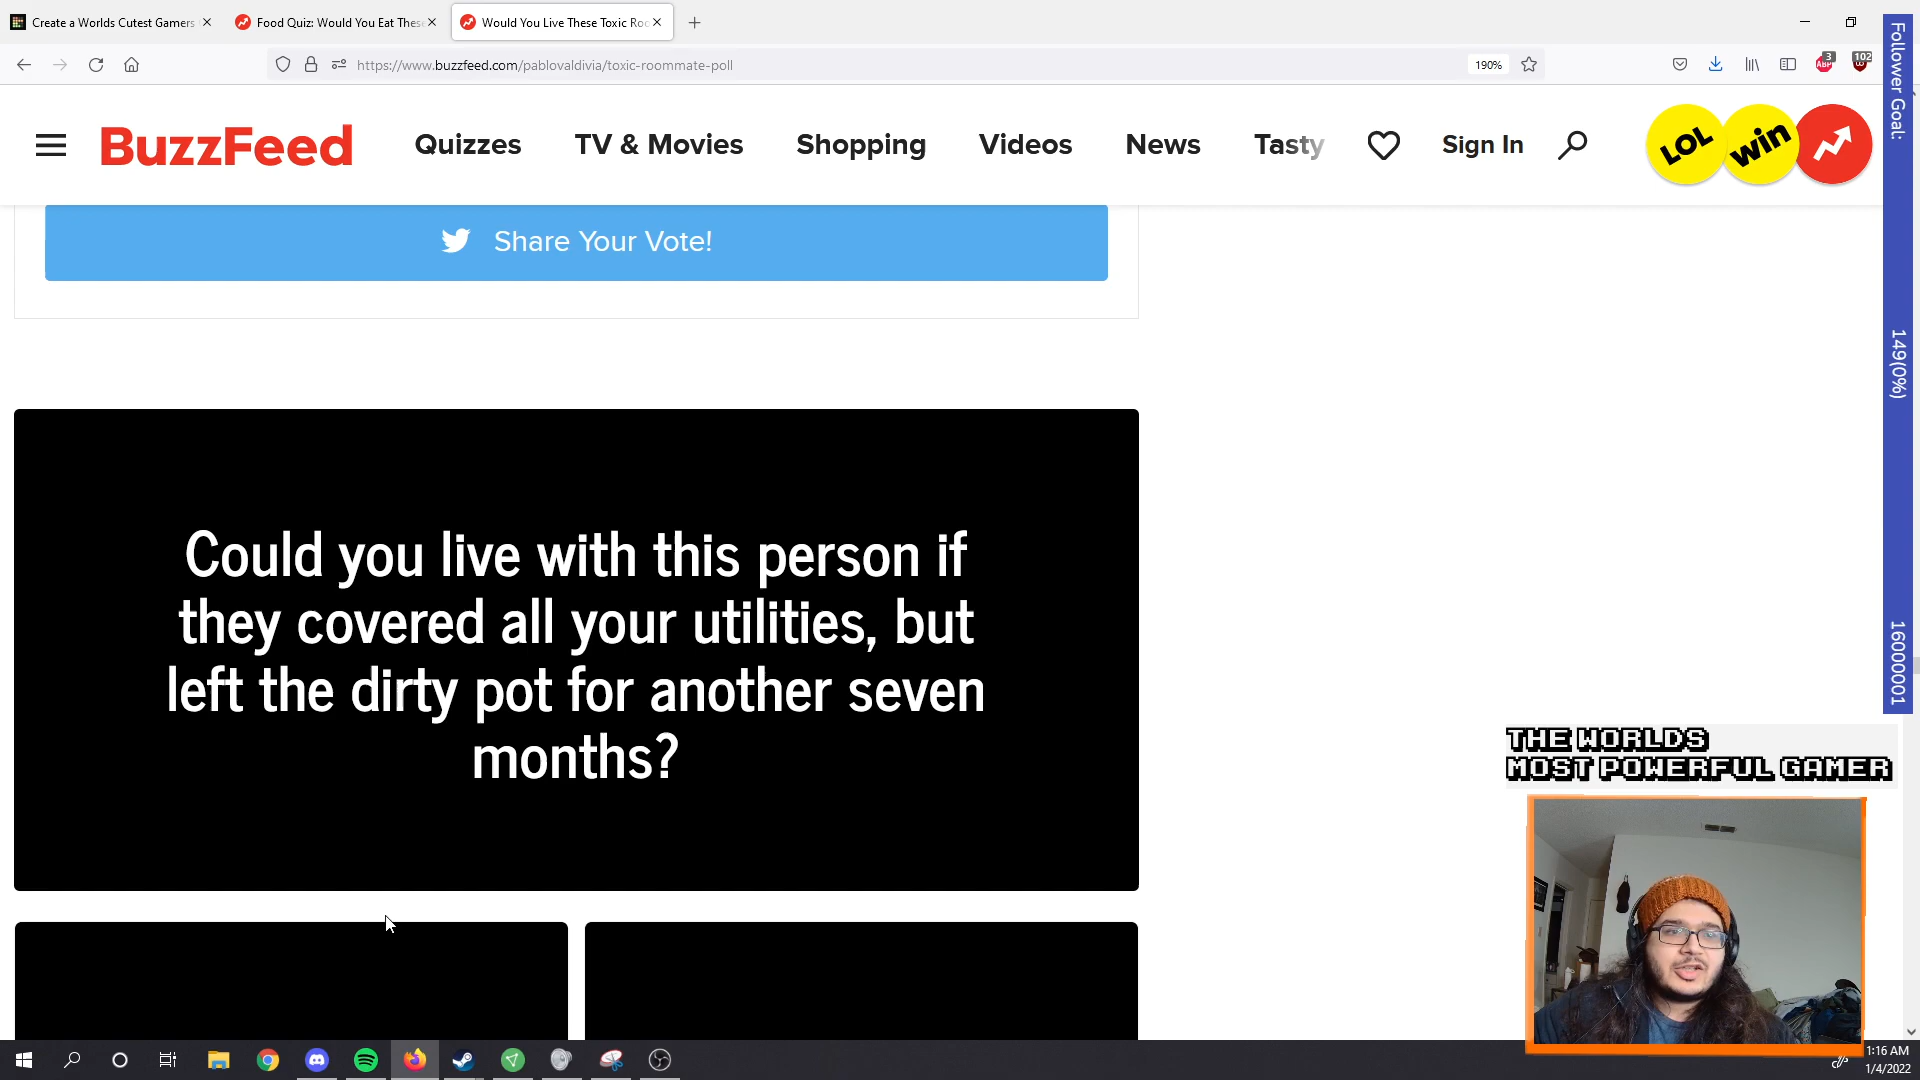 Create a Worlds Cutest Gamers
Food Quiz: Would You Eat Thes
Would You Live These Toxic Roo
https://www.buzzfeed.com/pablovaldivia/toxic-roommate-poll
190%
3
102
BuzzFeed
Quizzes
TV & Movies
Shopping
Videos
News
Tasty
Sign In
LOL
win
Follower Goal:
149(0%)
16000001
Share Your Vote!
Could you live with this person if
they covered all your utilities, but
left the dirty pot for another seven
months?
THE WORLDS
MOST POWERFUL GAMER
1:16 AM
1/4/2022